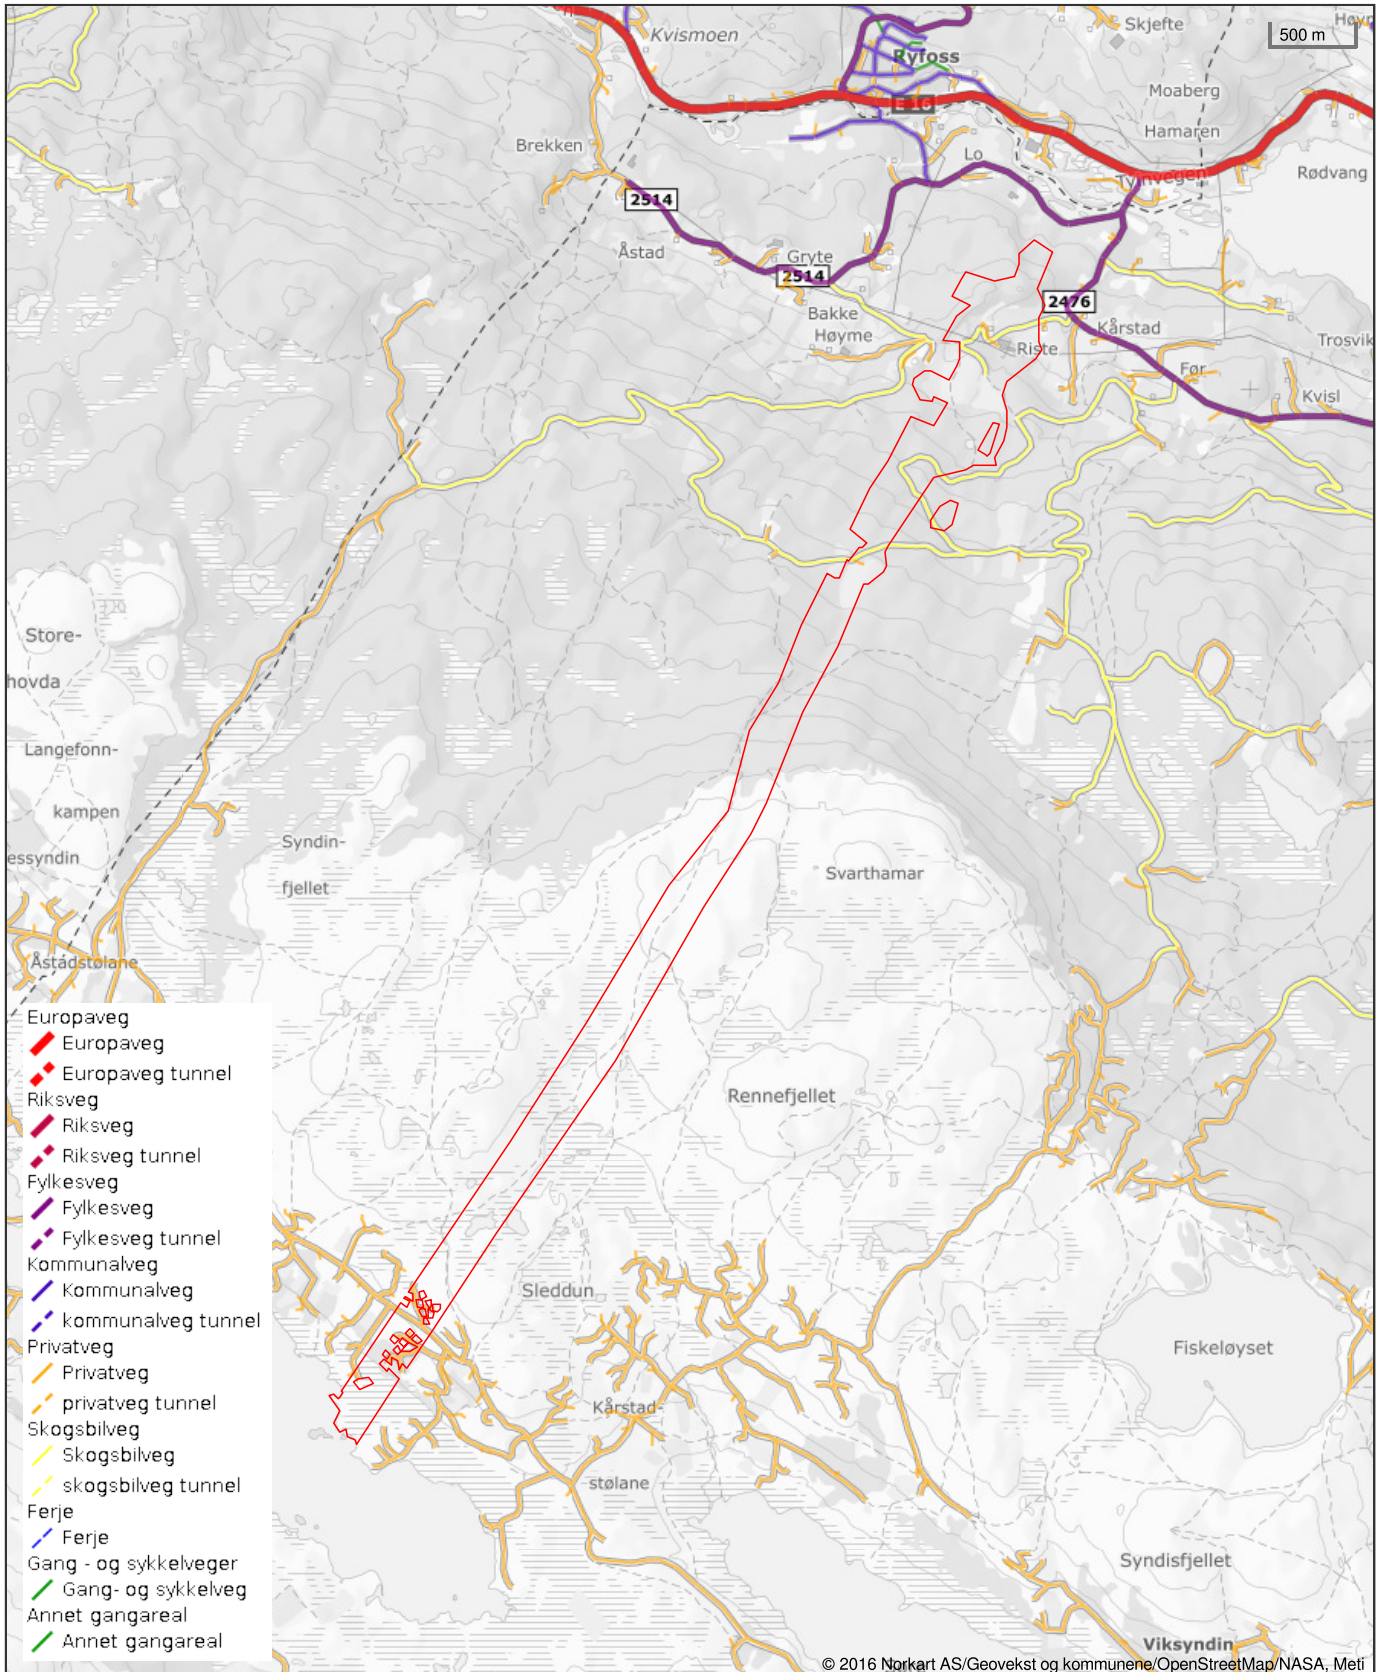 Kvismoen
Skjefte
500 m
Ryfoss
Moaberg
E 16
Hamaren
Brekken
Lo
Rødvang
Tyinvegen
2514
Åstad
Gryte
2514
2476
Bakke
Høyme
Kårstad
Riste
Trosvik
Før
Kvisl
Store-
hovda
Langefonn-
kampen
essyndin
Syndin-
fjellet
Svarthamar
Åstadstølane
Rennefjellet
Sleddun
Fiskeløyset
Kårstad-
stølane
Syndisfjellet
Viksyndin
Europaveg
Europaveg
Europaveg tunnel
Riksveg
Riksveg
Riksveg tunnel
Fylkesveg
Fylkesveg
Fylkesveg tunnel
Kommunalveg
Kommunalveg
kommunalveg tunnel
Privatveg
Privatveg
privatveg tunnel
Skogsbilveg
Skogsbilveg
skogsbilveg tunnel
Ferje
Ferje
Gang - og sykkelveger
Gang- og sykkelveg
Annet gangareal
Annet gangareal
© 2016 Norkart AS/Geovekst og kommunene/OpenStreetMap/NASA, Meti